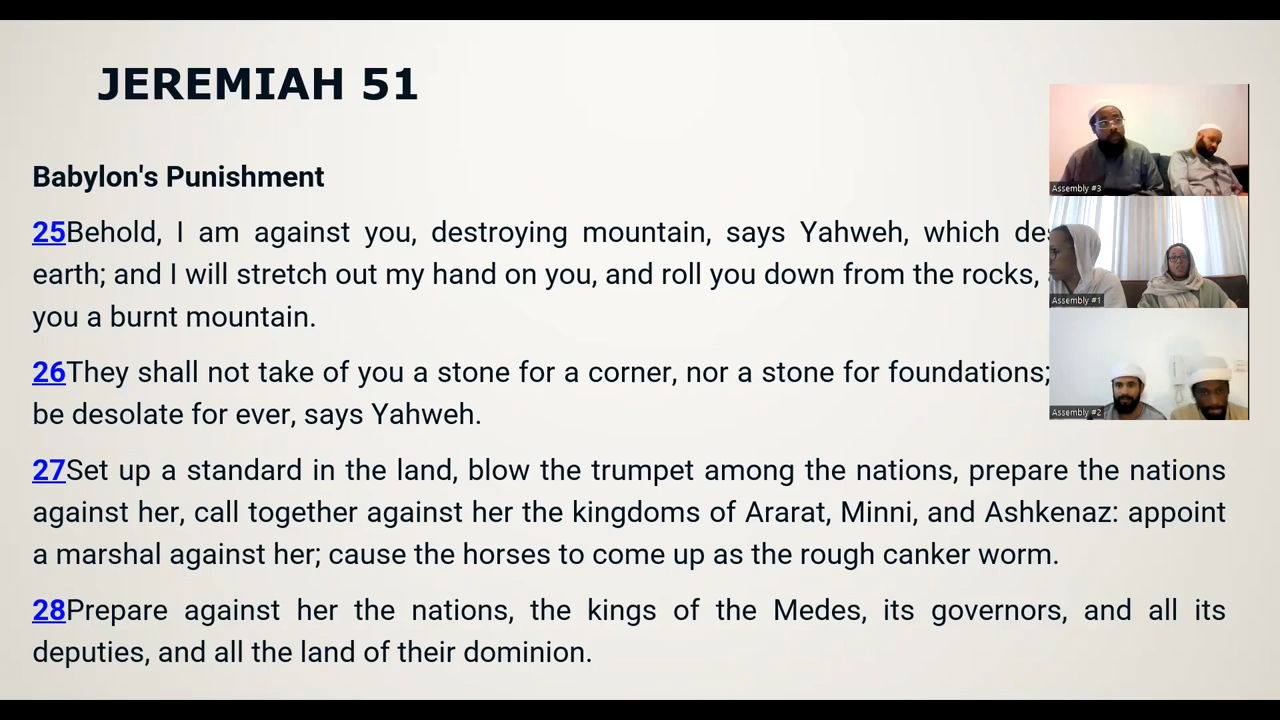 JEREMIAH 51
Babylon's Punishment
25Behold, I am against you, destroying mountain, says Yahweh, which
earth; and I will stretch out my hand on you, and roll you down from the rocks,
you a burnt mountain.
26They shall not take of you a stone for a corner, nor a stone for foundations;
be desolate for ever, says Yahweh.
27Set up a standard in the land, blow the trumpet among the nations, prepare the nations
against her, call together against her the kingdoms of Ararat, Minni, and Ashkenaz: appoint
a marshal against her; cause the horses to come up as the rough canker worm.
28Prepare against her the nations, the kings of the Medes, its governors, and all its
deputies, and all the land of their dominion.
Assembly #3
Assembly #1
Assembly #2